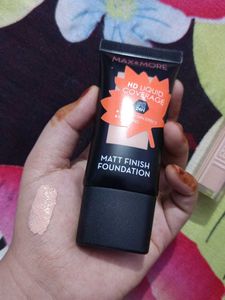 MAX & MORE
HD LIQUID
COVERAGE
MATT FINISH
FOUNDATION